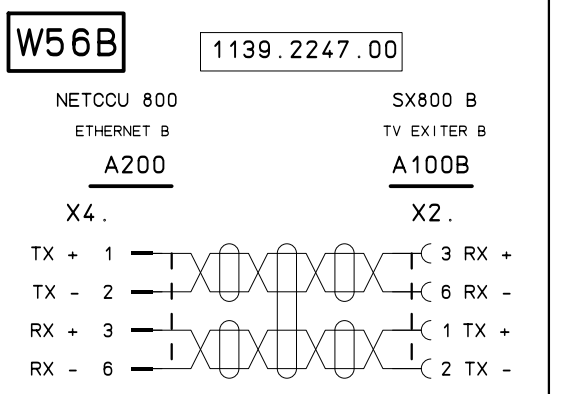 W56B
1139.2247.00
NETCCU 800 SX800 B
ETHERNET B TV EXITER B
A200 A100B
X4. X2.
TX + 1 3 RX +
TX - 2 6 RX -
RX + 3 1 TX +
RX - 6 2 TX -